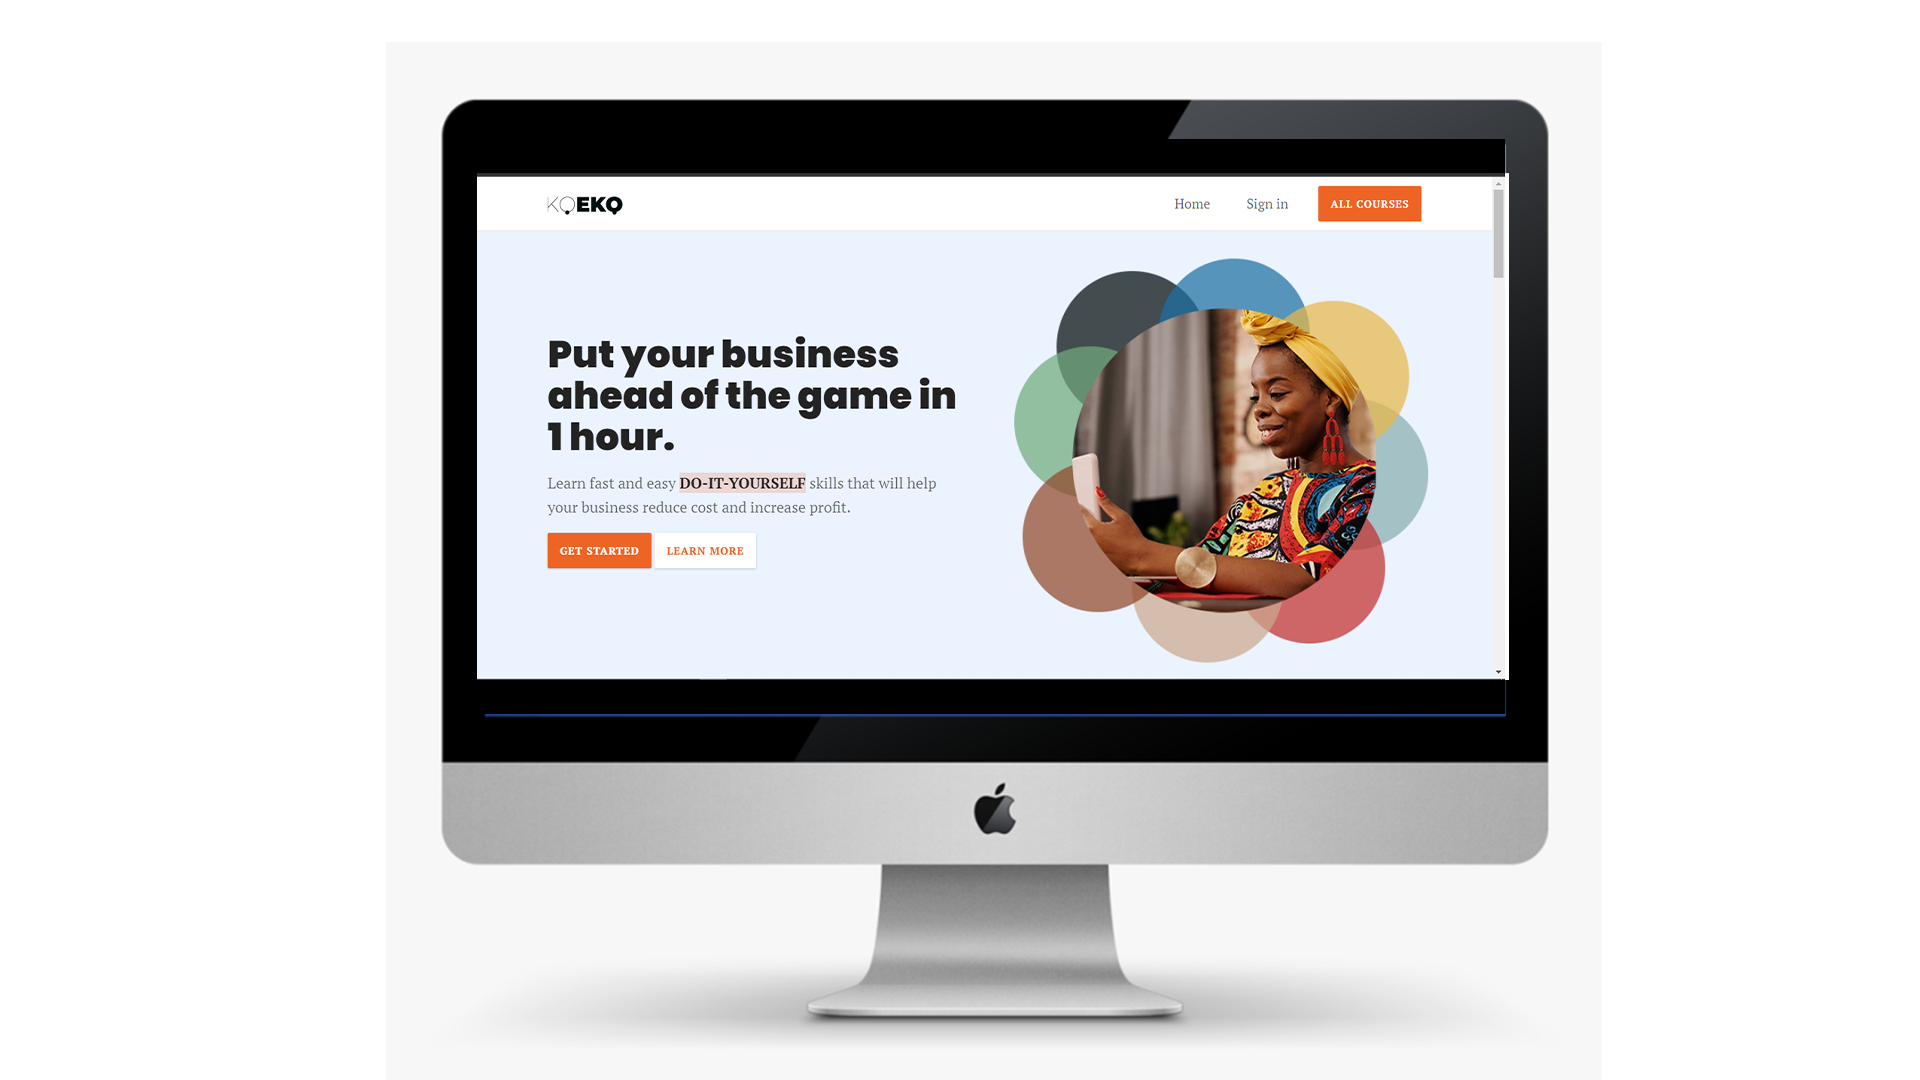 KOEKO
Home
Sign in
ALL COURSES
Put your business
ahead of the game in
1 hour.
Learn fast and easy DO-IT-YOURSELF skills that will help
your business reduce cost and increase profit.
GET STARTED
LEARN MORE